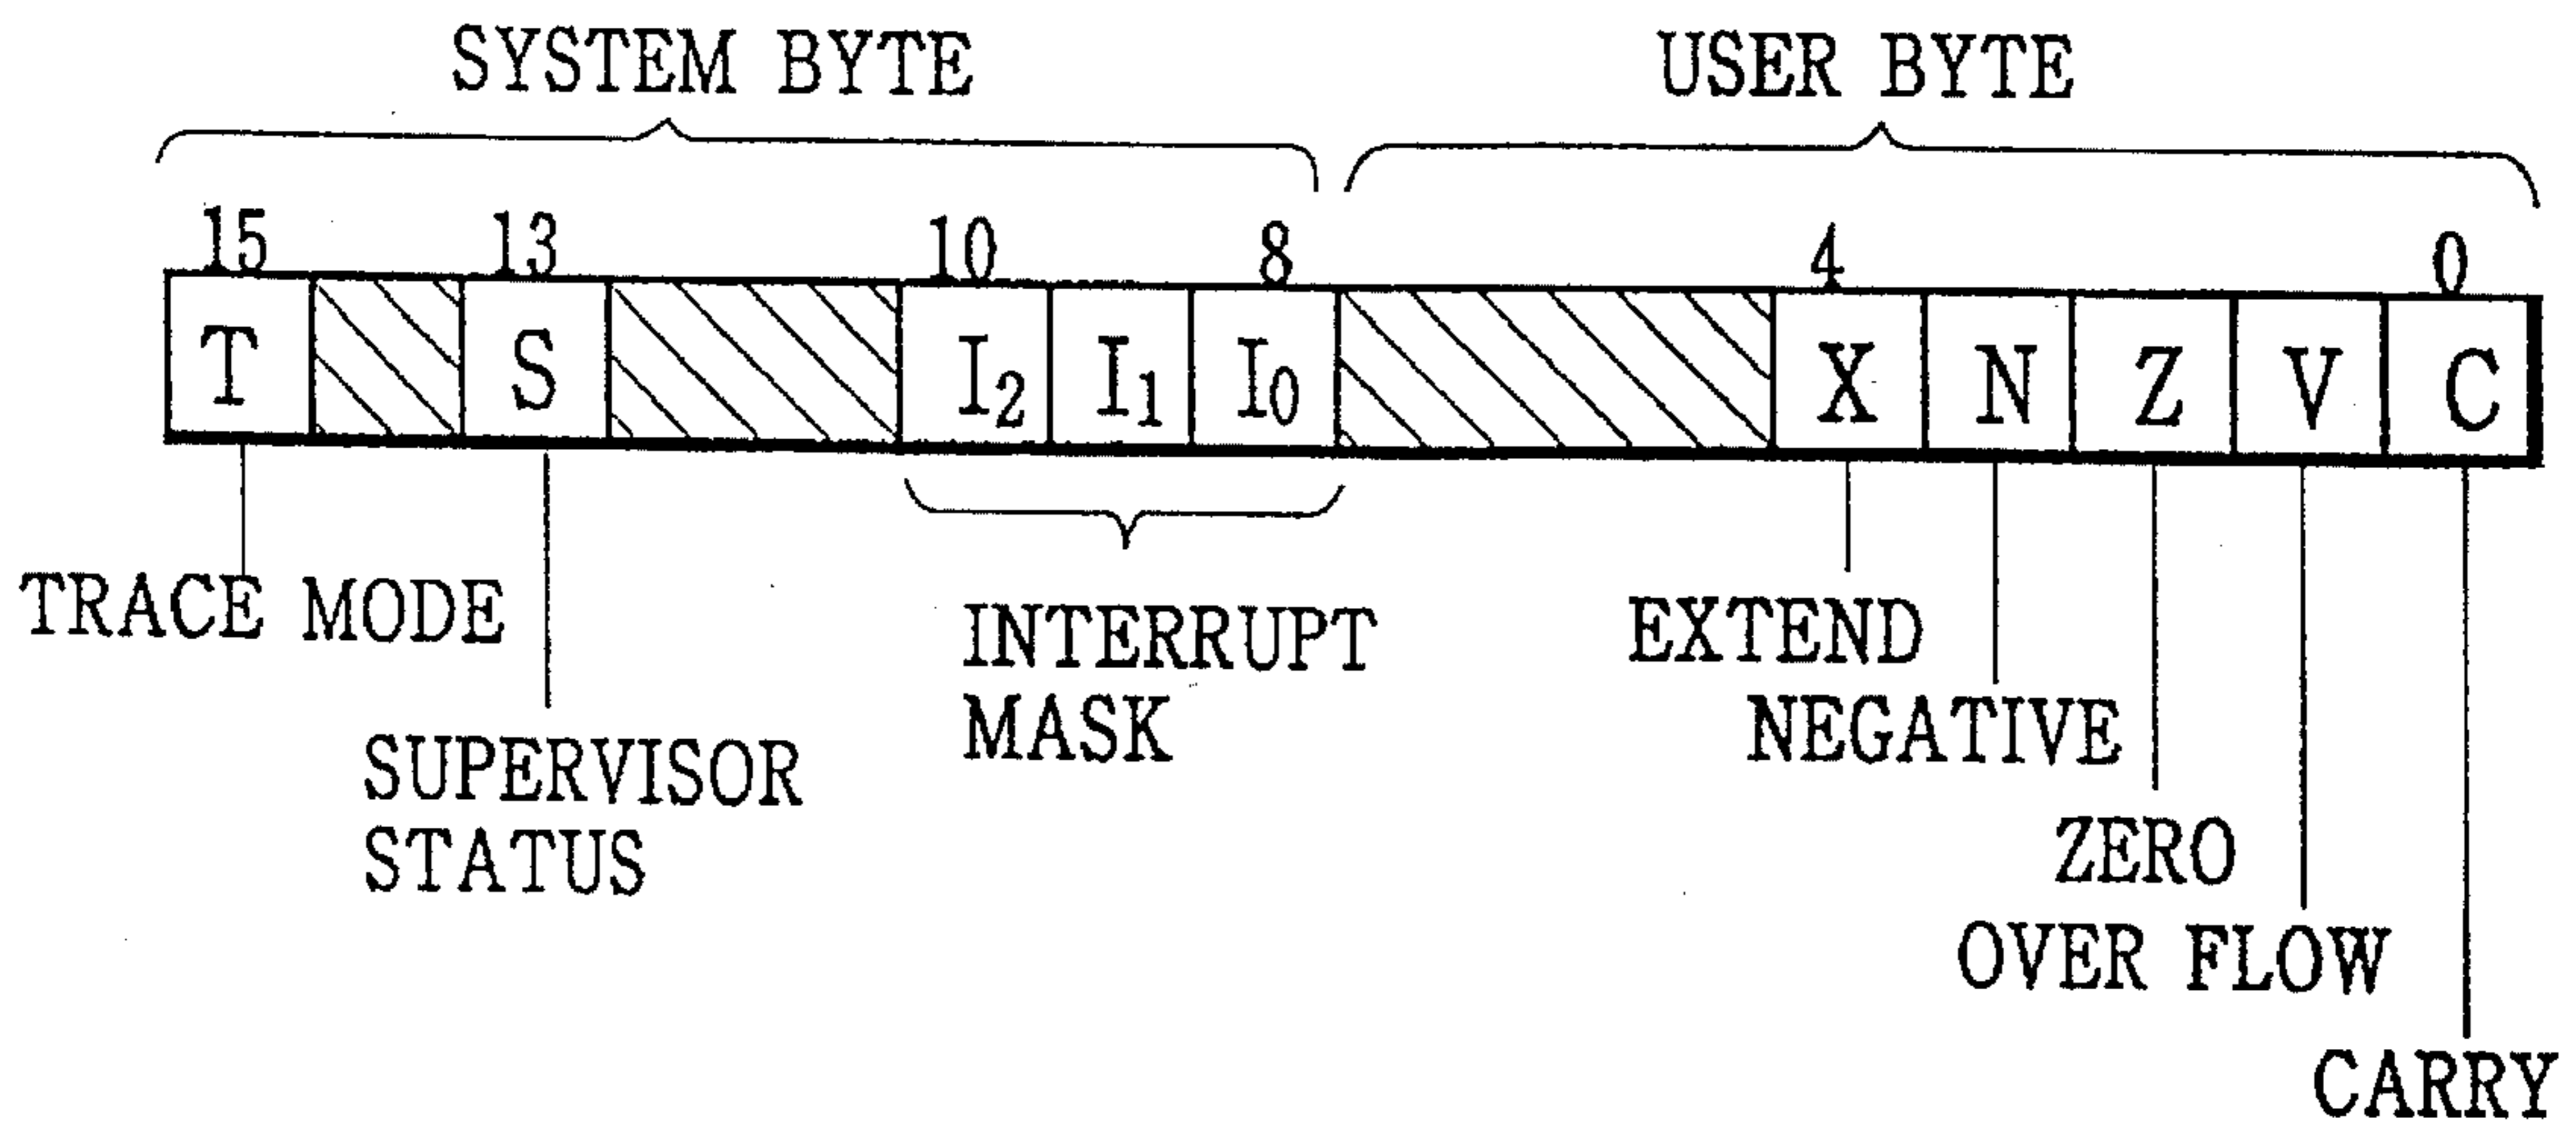 SYSTEM BYTE USER BYTE
15 13 10 8 4 0
T S I2 I1 I0 X N Z V C
TRACE MODE
SUPERVISOR
STATUS
INTERRUPT
MASK
EXTEND
NEGATIVE
ZERO
OVER FLOW
CARRY